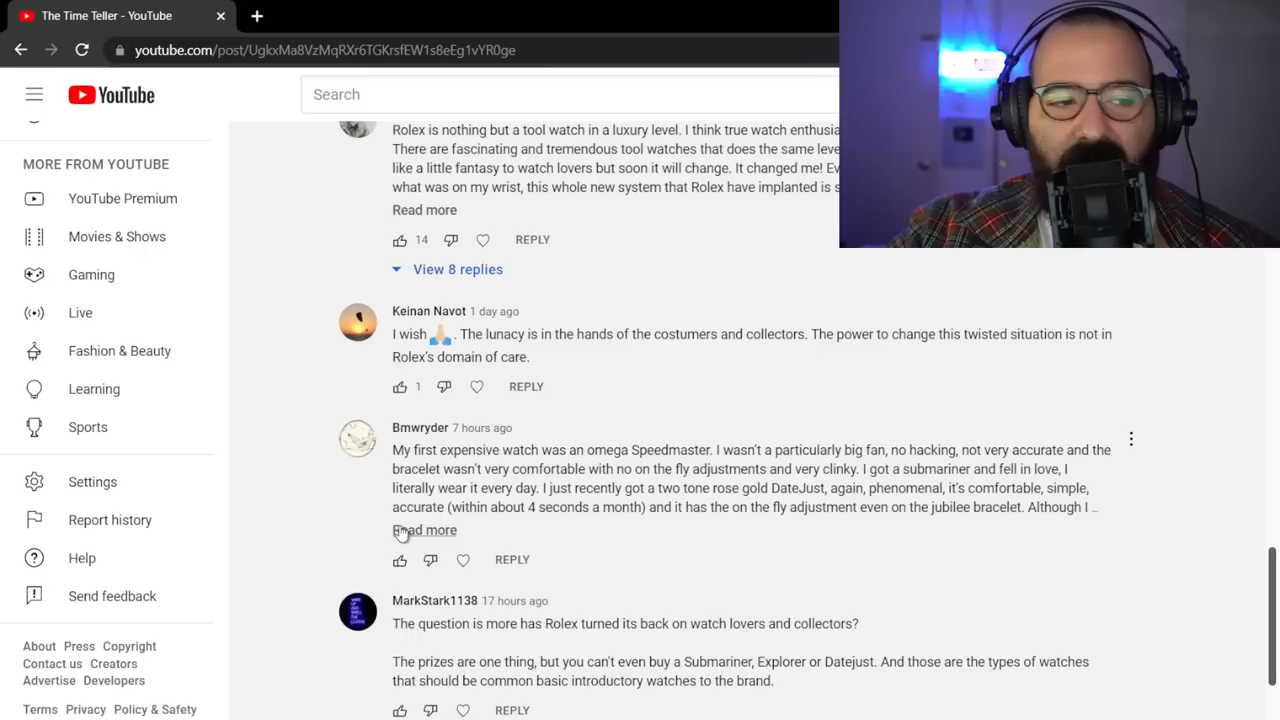 The Time Teller - YouTube
youtube.com/post/UgkxMa8VzMqRXr6TGKrsfEW1s8eEg1vYR0ge
YouTube
Search
MORE FROM YOUTUBE
YouTube Premium
Movies & Shows
Gaming
Live
Fashion & Beauty
Learning
Sports
Settings
Report history
Help
Send feedback
About Press Copyright
Contact us Creators
Advertise Developers
Terms Privacy Policy & Safety
Rolex is nothing but a tool watch in a luxury level. I think true watch enthusia
There are fascinating and tremendous tool watches that does the same leve
like a little fantasy to watch lovers but soon it will change. It changed me! Ev
what was on my wrist, this whole new system that Rolex have implanted is s
Read more
14 REPLY
View 8 replies
Keinan Navot 1 day ago
I wish 🙏. The lunacy is in the hands of the costumers and collectors. The power to change this twisted situation is not in
Rolex's domain of care.
1 REPLY
Bmwryder 7 hours ago
My first expensive watch was an omega Speedmaster. I wasn't a particularly big fan, no hacking, not very accurate and the
bracelet wasn't very comfortable with no on the fly adjustments and very clinky. I got a submariner and fell in love, I
literally wear it every day. I just recently got a two tone rose gold DateJust, again, phenomenal, it's comfortable, simple,
accurate (within about 4 seconds a month) and it has the on the fly adjustment even on the jubilee bracelet. Although I ...
Read more
REPLY
MarkStark1138 17 hours ago
The question is more has Rolex turned its back on watch lovers and collectors?
The prizes are one thing, but you can't even buy a Submariner, Explorer or Datejust. And those are the types of watches
that should be common basic introductory watches to the brand.
REPLY